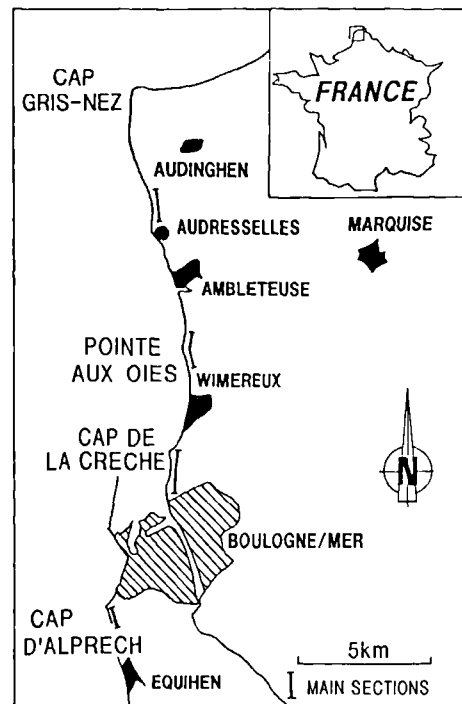 CAP
GRIS-NEZ
FRANCE
AUDINGHEN
AUDRESSELLES
MARQUISE
AMBLETEUSE
POINTE
AUX OIES
WIMEREUX
CAP DE
LA CRECHE
N
BOULOGNE/MER
CAP
D'ALPRECH
5km
EQUIHEN
MAIN SECTIONS